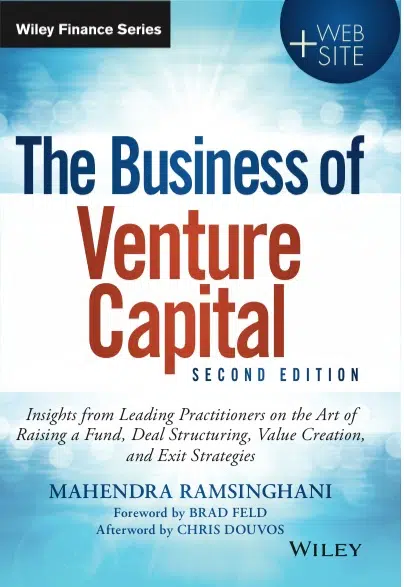 Wiley Finance Series
+ WEB
SITE
The Business of
Venture
Capital
SECOND EDITION
Insights from Leading Practitioners on the Art of
Raising a Fund, Deal Structuring, Value Creation,
and Exit Strategies
MAHENDRA RAMSINGHANI
Foreword by BRAD FELD
Afterword by CHRIS DOUVOS
WILEY